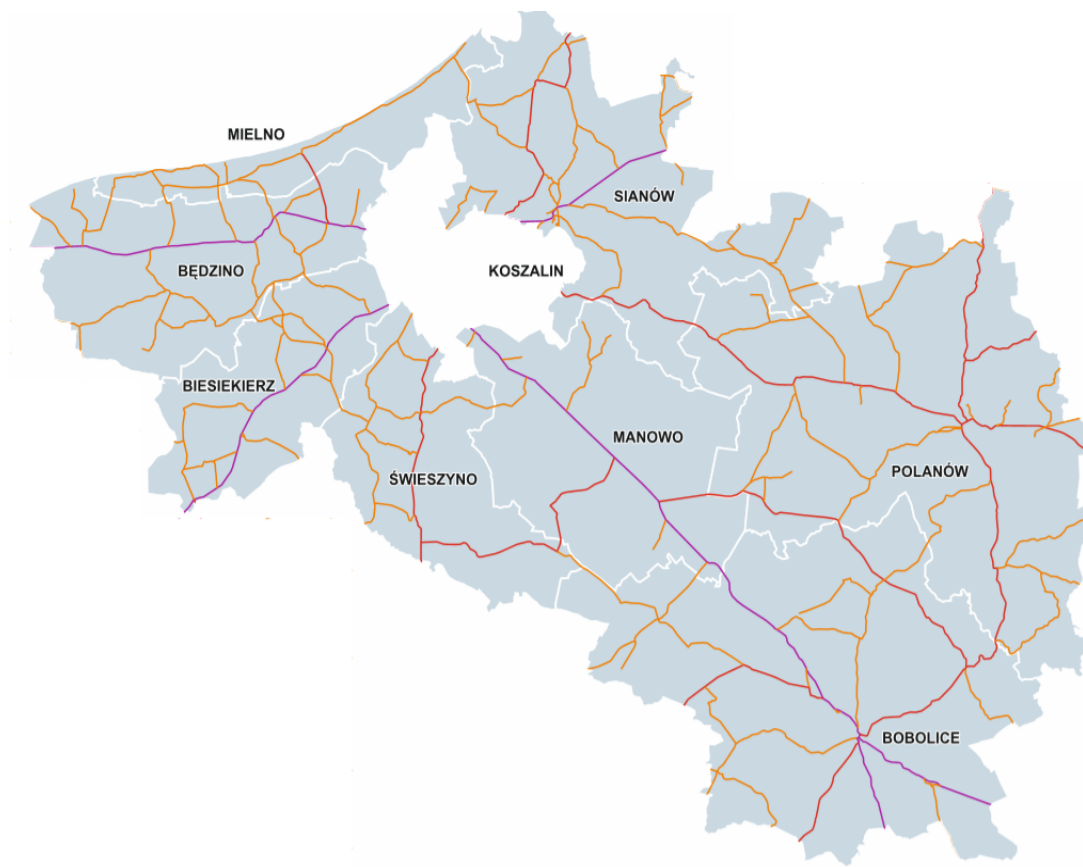 MIELNO
SIANÓW
KOSZALIN
BĘDZINO
BIESIEKIERZ
MANOWO
ŚWIESZYNO
POLANÓW
BOBOLICE